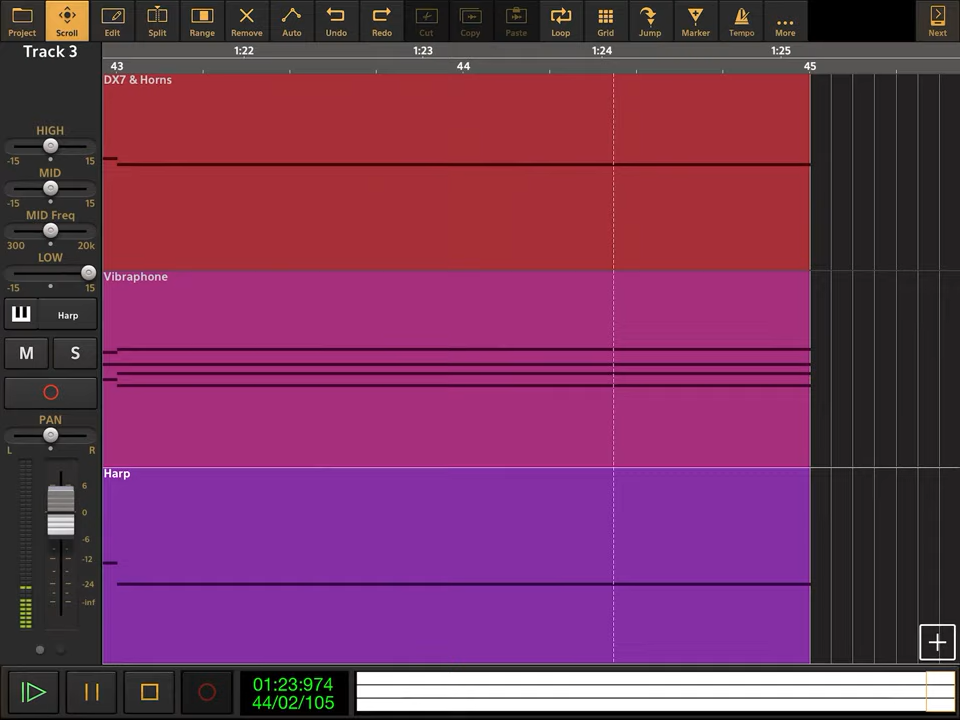 Project Scroll Edit Split Range Remove Auto Undo Redo Cut Copy Paste Loop Grid Jump Marker Tempo More Next
Track 3
1:22 1:23 1:24 1:25
43 44 45
DX7 & Horns
HIGH
-15 15
MID
-15 15
MID Freq
300 20k
LOW
-15 15
Vibraphone
Harp
M S
PAN
L R
Harp
6
0
-6
-12
-24
-inf
01:23:974
44/02/105